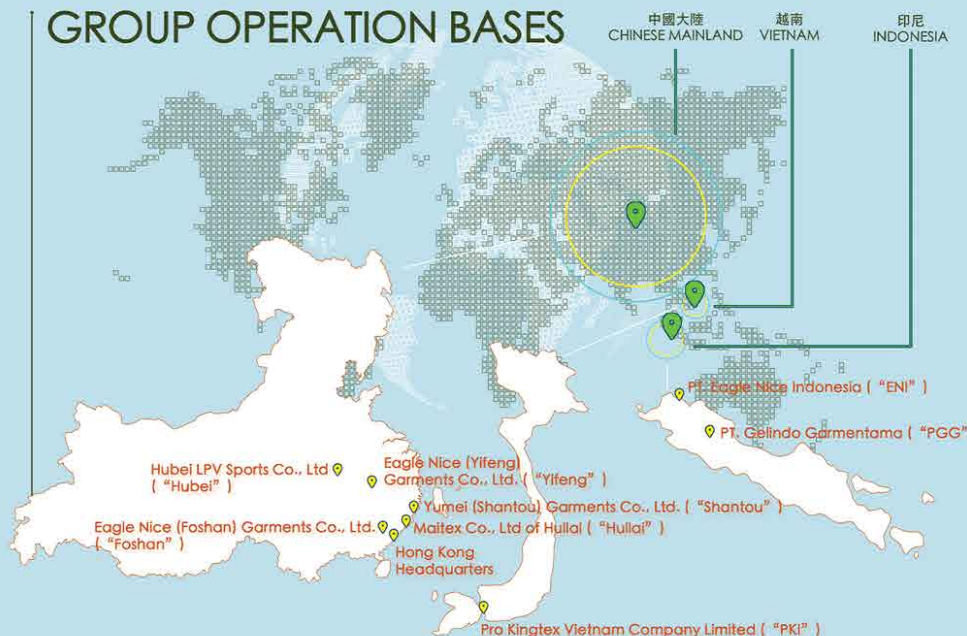 GROUP OPERATION BASES
中國大陸
CHINESE MAINLAND
越南
VIETNAM
印尼
INDONESIA
PT. Eagle Nice Indonesia ( “ENI” )
PT. Gelindo Garmentama ( “PGG”
Hubei LPV Sports Co., Ltd
( “Hubei” )
Eagle Nice (Yifeng)
Garments Co., Ltd. ( “Yifeng” )
Yumei (Shantou) Garments Co., Ltd. ( “Shantou” )
Eagle Nice (Foshan) Garments Co., Ltd.
( “Foshan” )
Maitex Co., Ltd of Huilai ( “Huilai” )
Hong Kong
Headquarters
Pro Kingtex Vietnam Company Limited ( “PKI” )